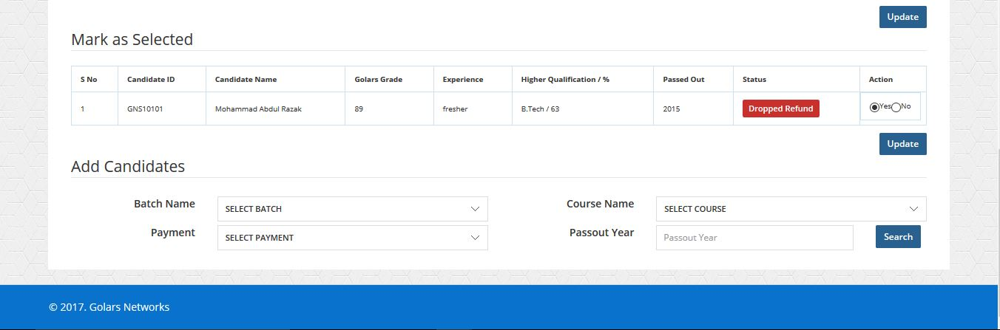 Update
Mark as Selected
S No Candidate ID Candidate Name Golars Grade Experience Higher Qualification / % Passed Out Status Action
1 GNS10101 Mohammad Abdul Razak 89 fresher B.Tech / 63 2015 Dropped Refund Yes No
Update
Add Candidates
Batch Name SELECT BATCH Course Name SELECT COURSE
Payment SELECT PAYMENT Passout Year Passout Year Search
© 2017. Golars Networks